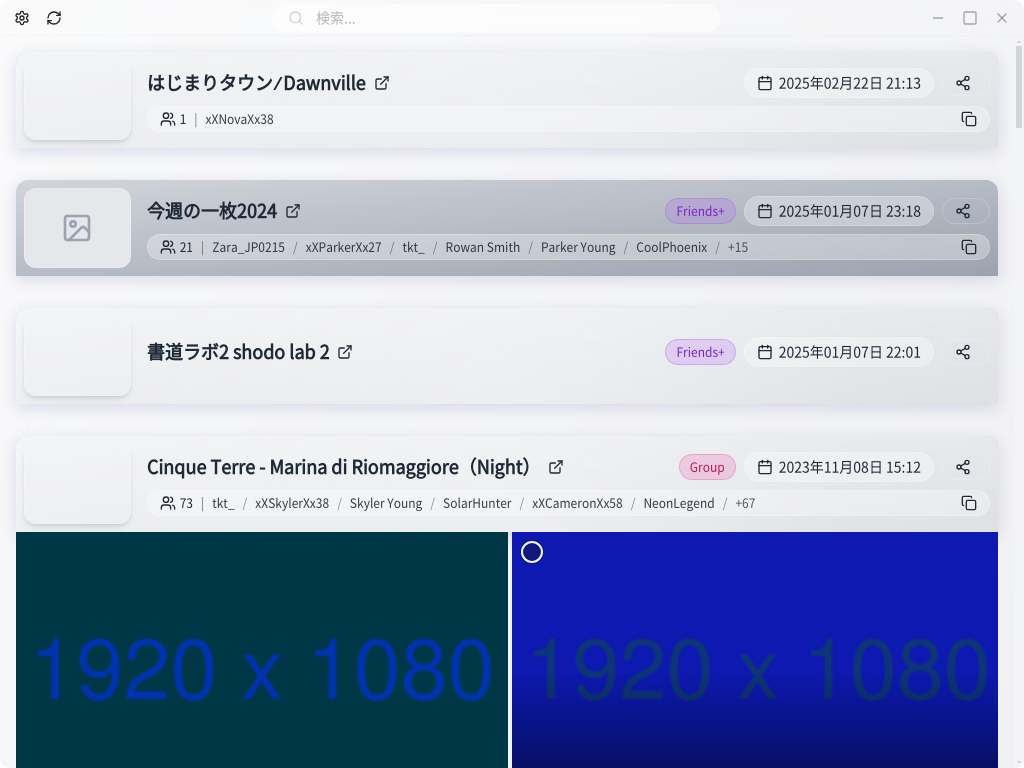 検索...
はじまりタウン⁄Dawnville
2025年02月22日 21:13
1 | xXNovaXx38
今週の一枚2024
Friends+
2025年01月07日 23:18
21 | Zara_JP0215 / xXParkerXx27 / tkt_ / Rowan Smith / Parker Young / CoolPhoenix / +15
書道ラボ2 shodo lab 2
Friends+
2025年01月07日 22:01
Cinque Terre - Marina di Riomaggiore（Night）
Group
2023年11月08日 15:12
73 | tkt_ / xXSkylerXx38 / Skyler Young / SolarHunter / xXCameronXx58 / NeonLegend / +67
1920 x 1080
1920 x 1080